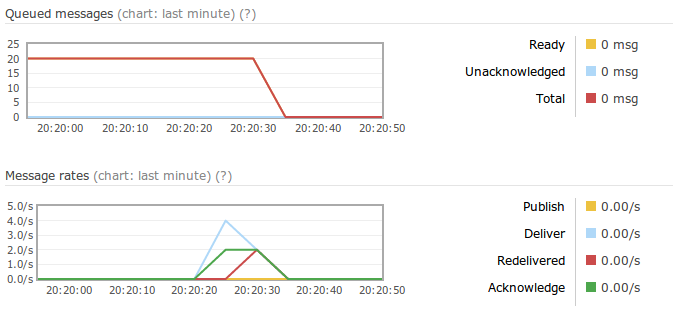 Queued messages (chart: last minute) (?)
25
20
15
10
5
0
20:20:00 20:20:10 20:20:20 20:20:30 20:20:40 20:20:50
Ready 0 msg
Unacknowledged 0 msg
Total 0 msg
Message rates (chart: last minute) (?)
5.0/s
4.0/s
3.0/s
2.0/s
1.0/s
0.0/s
20:20:00 20:20:10 20:20:20 20:20:30 20:20:40 20:20:50
Publish 0.00/s
Deliver 0.00/s
Redelivered 0.00/s
Acknowledge 0.00/s